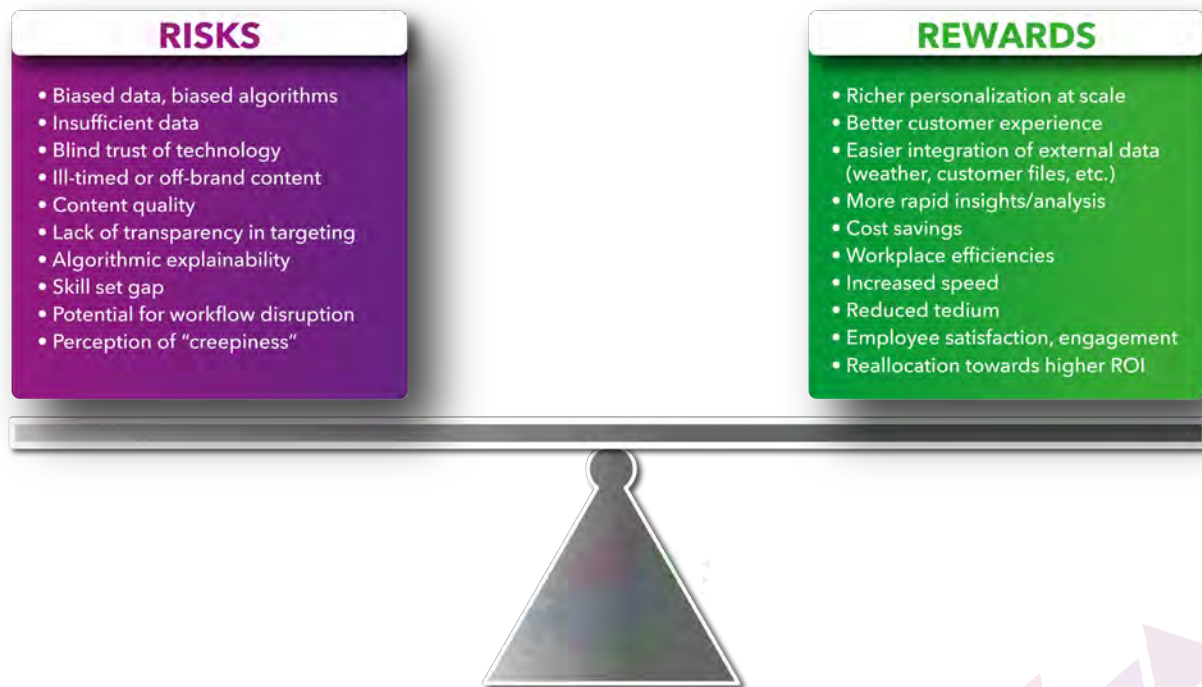 RISKS
• Biased data, biased algorithms
• Insufficient data
• Blind trust of technology
• Ill-timed or off-brand content
• Content quality
• Lack of transparency in targeting
• Algorithmic explainability
• Skill set gap
• Potential for workflow disruption
• Perception of “creepiness”
REWARDS
• Richer personalization at scale
• Better customer experience
• Easier integration of external data
(weather, customer files, etc.)
• More rapid insights/analysis
• Cost savings
• Workplace efficiencies
• Increased speed
• Reduced tedium
• Employee satisfaction, engagement
• Reallocation towards higher ROI